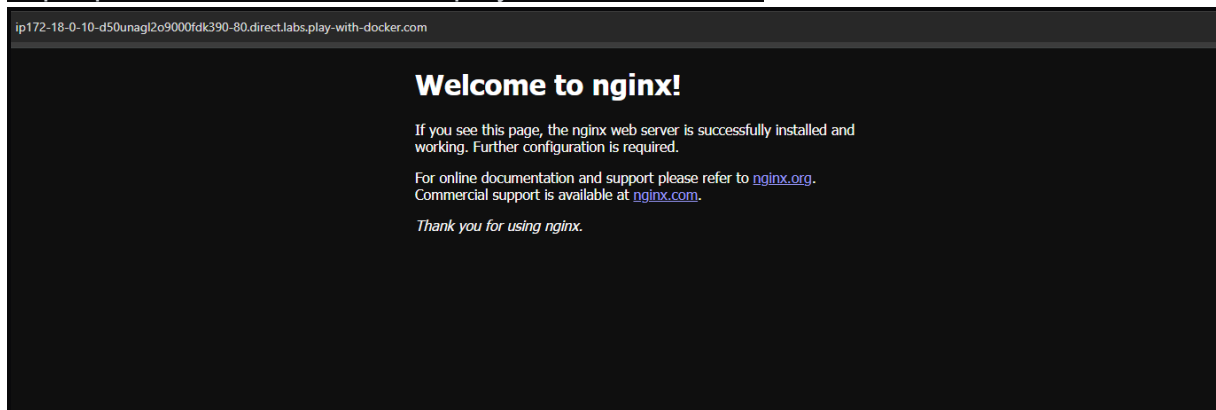 ip172-18-0-10-d50unagl2o9000fdk390-80.direct.labs.play-with-docker.com
Welcome to nginx!
If you see this page, the nginx web server is successfully installed and
working. Further configuration is required.
For online documentation and support please refer to nginx.org.
Commercial support is available at nginx.com.
Thank you for using nginx.